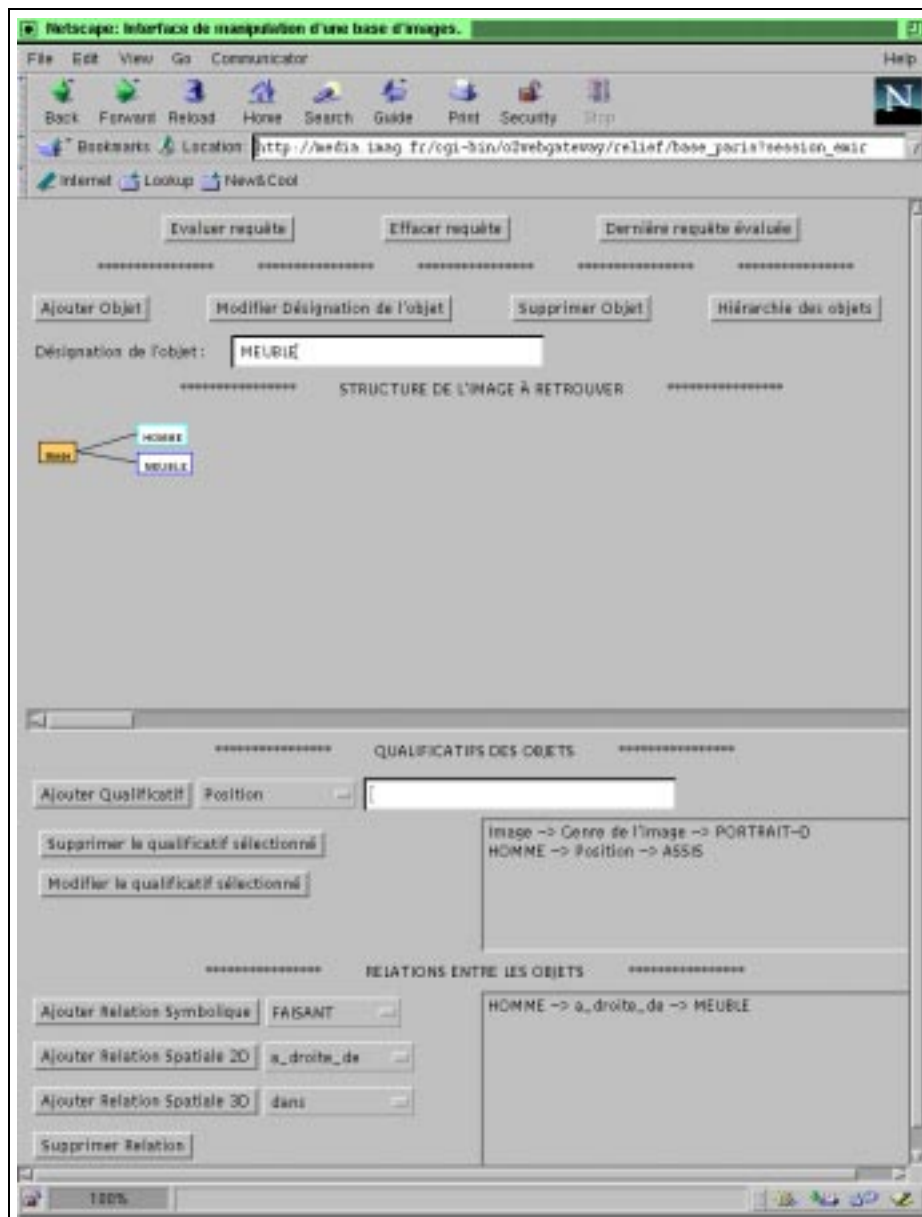 Netscape: Interface de manipulation d'une base d'images.
File Edit View Go Communicator Help
Back Forward Reload Home Search Guide Print Security Stop
N
Bookmarks Location: http://media.imag.fr/cgi-bin/o2webgateway/relief/base_paris?session_emir
Internet Lookup New&Cool
Evaluer requête Effacer requête Dernière requête évaluée
**************** **************** **************** **************** ****************
Ajouter Objet Modifier Désignation de l'objet Supprimer Objet Hiérarchie des objets
Désignation de l'objet: MEUBLE
**************** STRUCTURE DE L'IMAGE À RETROUVER ****************
HOMME
Image
MEUBLE
**************** QUALIFICATIFS DES OBJETS ****************
Ajouter Qualificatif Position
Image -> Genre de l'Image -> PORTRAIT-D
Supprimer le qualificatif sélectionné
HOMME -> Position -> ASSIS
Modifier le qualificatif sélectionné
**************** RELATIONS ENTRE LES OBJETS ****************
Ajouter Relation Symbolique FAISANT
HOMME -> a_droite_de -> MEUBLE
Ajouter Relation Spatiale 2D a_droite_de
Ajouter Relation Spatiale 3D dans
Supprimer Relation
100%